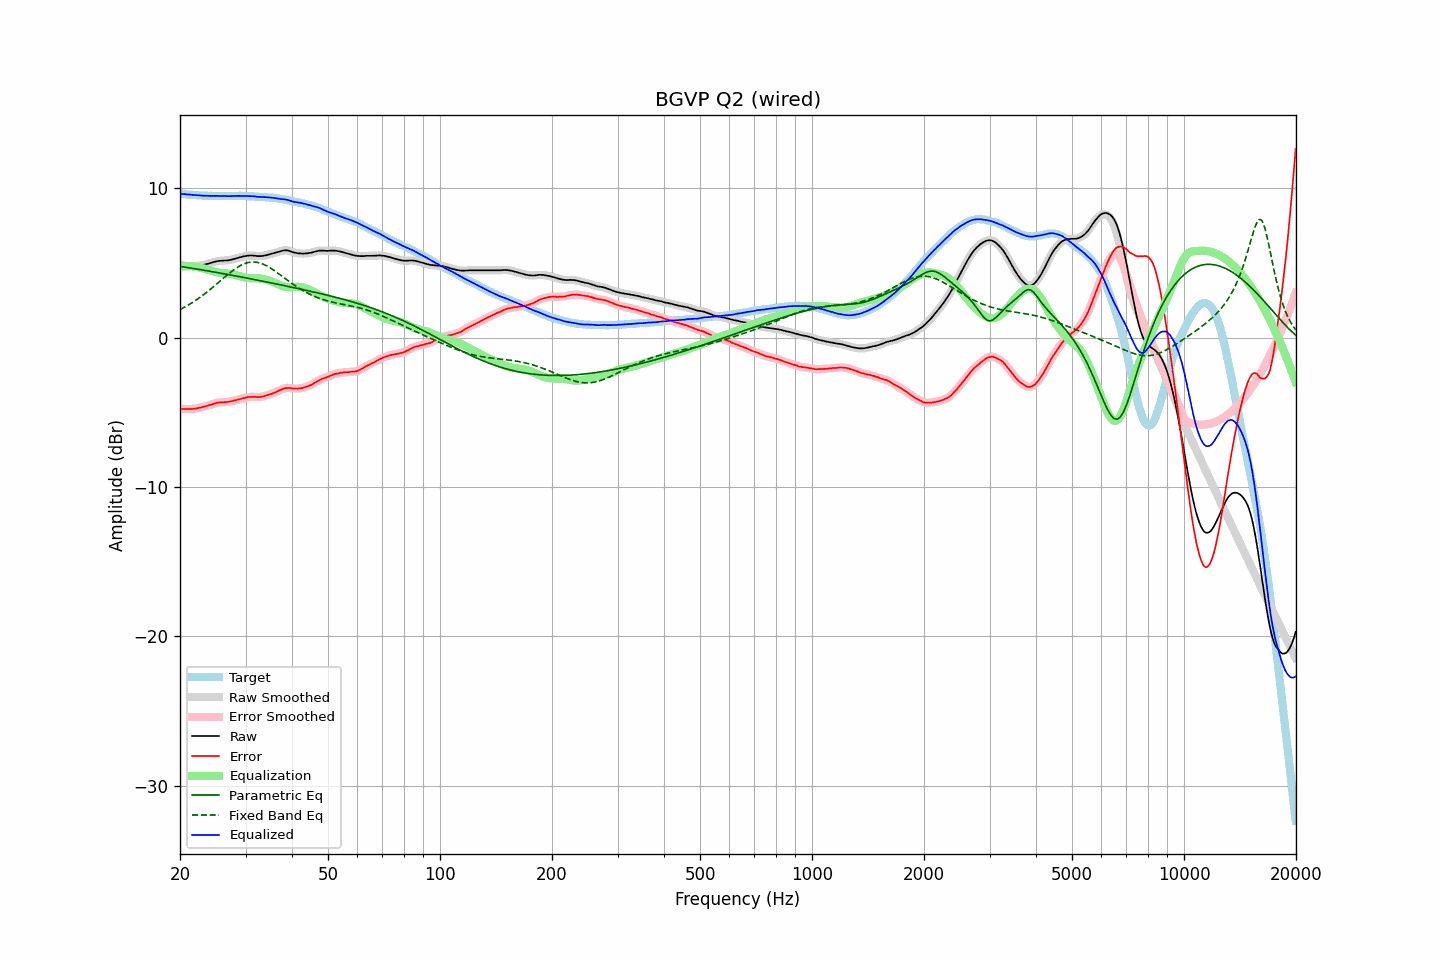 BGVP Q2 (wired)
Amplitude (dBr)
10
0
−10
−20
−30
Target
Raw Smoothed
Error Smoothed
Raw
Error
Equalization
Parametric Eq
Fixed Band Eq
Equalized
20 50 100 200 500 1000 2000 5000 10000 20000
Frequency (Hz)